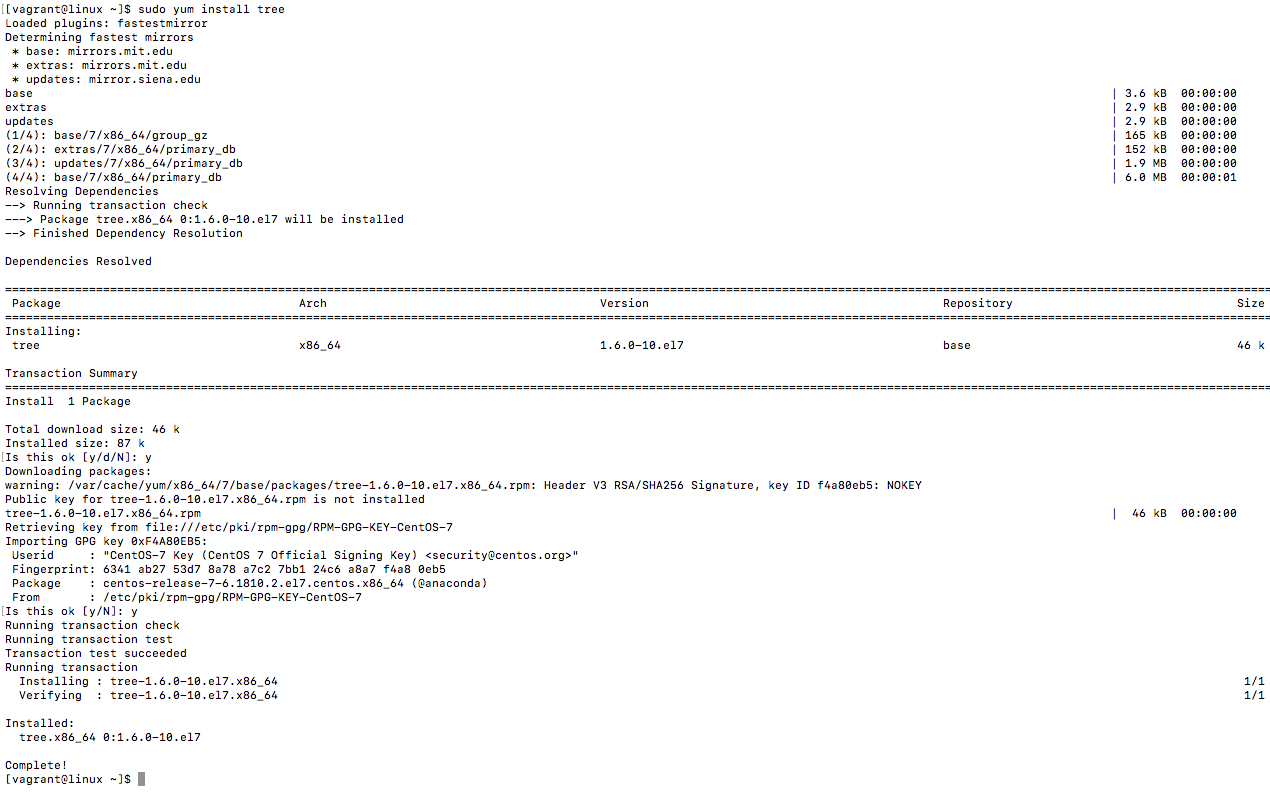 [[vagrant@linux ~]$ sudo yum install tree
Loaded plugins: fastestmirror
Determining fastest mirrors
 * base: mirrors.mit.edu
 * extras: mirrors.mit.edu
 * updates: mirror.siena.edu
base | 3.6 kB 00:00:00
extras | 2.9 kB 00:00:00
updates | 2.9 kB 00:00:00
(1/4): base/7/x86_64/group_gz | 165 kB 00:00:00
(2/4): extras/7/x86_64/primary_db | 152 kB 00:00:00
(3/4): updates/7/x86_64/primary_db | 1.9 MB 00:00:00
(4/4): base/7/x86_64/primary_db | 6.0 MB 00:00:01
Resolving Dependencies
--> Running transaction check
---> Package tree.x86_64 0:1.6.0-10.el7 will be installed
--> Finished Dependency Resolution

Dependencies Resolved

================================================================================
 Package Arch Version Repository Size
================================================================================
Installing:
 tree x86_64 1.6.0-10.el7 base 46 k

Transaction Summary
================================================================================
Install  1 Package

Total download size: 46 k
Installed size: 87 k
[Is this ok [y/d/N]: y
Downloading packages:
warning: /var/cache/yum/x86_64/7/base/packages/tree-1.6.0-10.el7.x86_64.rpm: Header V3 RSA/SHA256 Signature, key ID f4a80eb5: NOKEY
Public key for tree-1.6.0-10.el7.x86_64.rpm is not installed
tree-1.6.0-10.el7.x86_64.rpm | 46 kB 00:00:00
Retrieving key from file:///etc/pki/rpm-gpg/RPM-GPG-KEY-CentOS-7
Importing GPG key 0xF4A80EB5:
 Userid     : "CentOS-7 Key (CentOS 7 Official Signing Key) <security@centos.org>"
 Fingerprint: 6341 ab27 53d7 8a78 a7c2 7bb1 24c6 a8a7 f4a8 0eb5
 Package    : centos-release-7-6.1810.2.el7.centos.x86_64 (@anaconda)
 From       : /etc/pki/rpm-gpg/RPM-GPG-KEY-CentOS-7
[Is this ok [y/N]: y
Running transaction check
Running transaction test
Transaction test succeeded
Running transaction
  Installing : tree-1.6.0-10.el7.x86_64 1/1
  Verifying  : tree-1.6.0-10.el7.x86_64 1/1

Installed:
  tree.x86_64 0:1.6.0-10.el7

Complete!
[vagrant@linux ~]$